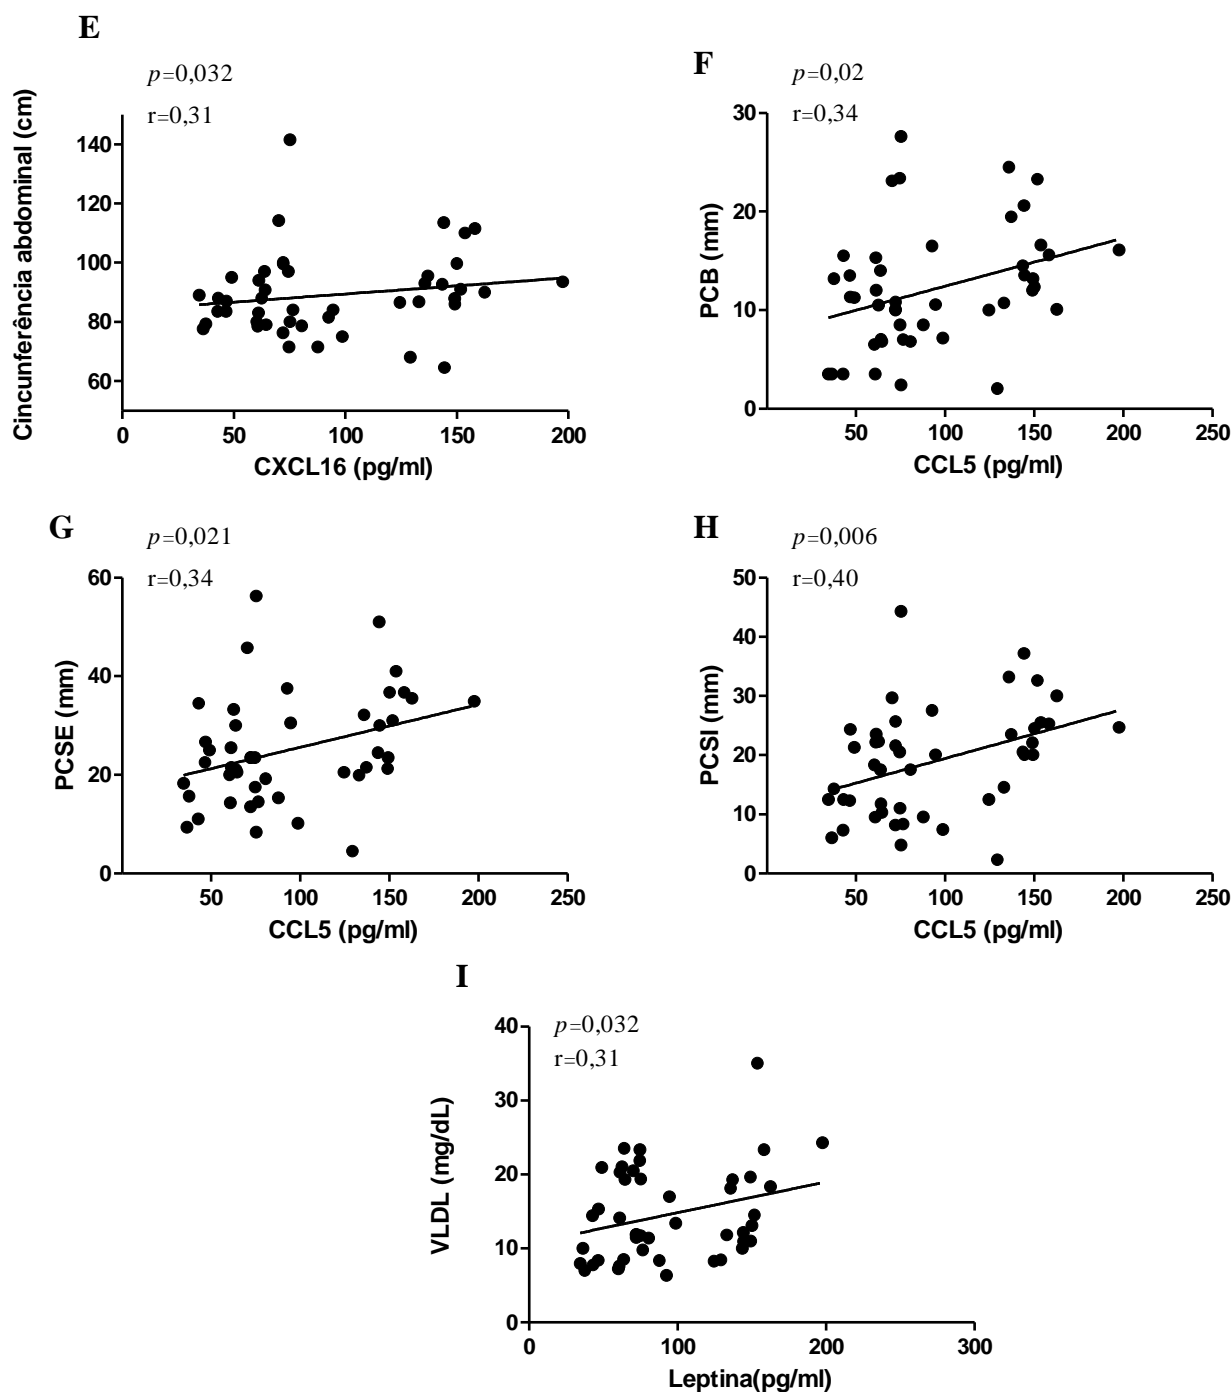 E
p=0,032
r=0,31
Cincunferência abdominal (cm)
140
120
100
80
60
0
50
100
150
200
CXCL16 (pg/ml)
F
p=0,02
r=0,34
PCB (mm)
30
20
10
0
50
100
150
200
250
CCL5 (pg/ml)
G
p=0,021
r=0,34
PCSE (mm)
60
40
20
0
50
100
150
200
250
CCL5 (pg/ml)
H
p=0,006
r=0,40
PCSI (mm)
50
40
30
20
10
0
50
100
150
200
250
CCL5 (pg/ml)
I
p=0,032
r=0,31
VLDL (mg/dL)
40
30
20
10
0
0
100
200
300
Leptina(pg/ml)